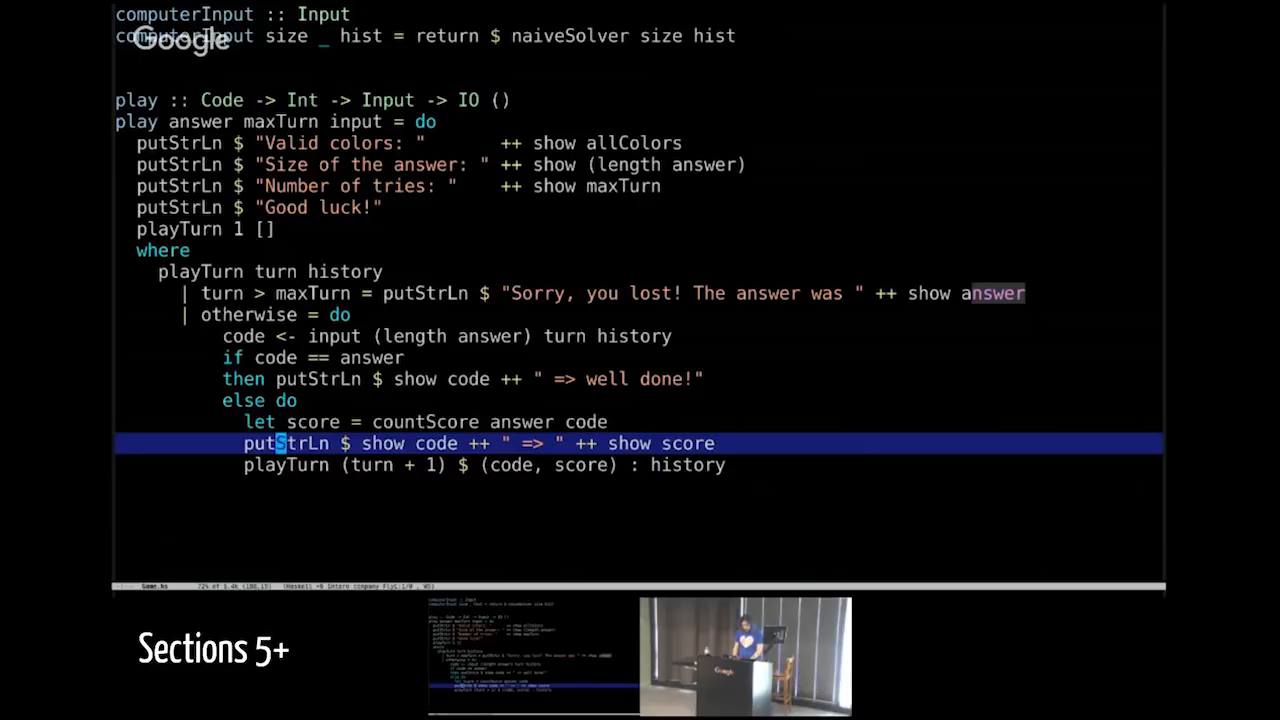 computerInput :: Input
computerInput size _ hist = return $ naiveSolver size hist
Google
play :: Code -> Int -> Input -> IO ()
play answer maxTurn input = do
putStrLn $ "Valid colors: " ++ show allColors
putStrLn $ "Size of the answer: " ++ show (length answer)
putStrLn $ "Number of tries: " ++ show maxTurn
putStrLn $ "Good luck!"
playTurn 1 []
where
playTurn turn history
| turn > maxTurn = putStrLn $ "Sorry, you lost! The answer was " ++ show answer
| otherwise = do
code <- input (length answer) turn history
if code == answer
then putStrLn $ show code ++ " => well done!"
else do
let score = countScore answer code
putStrLn $ show code ++ " => " ++ show score
playTurn (turn + 1) $ (code, score) : history
Sections 5+
Google